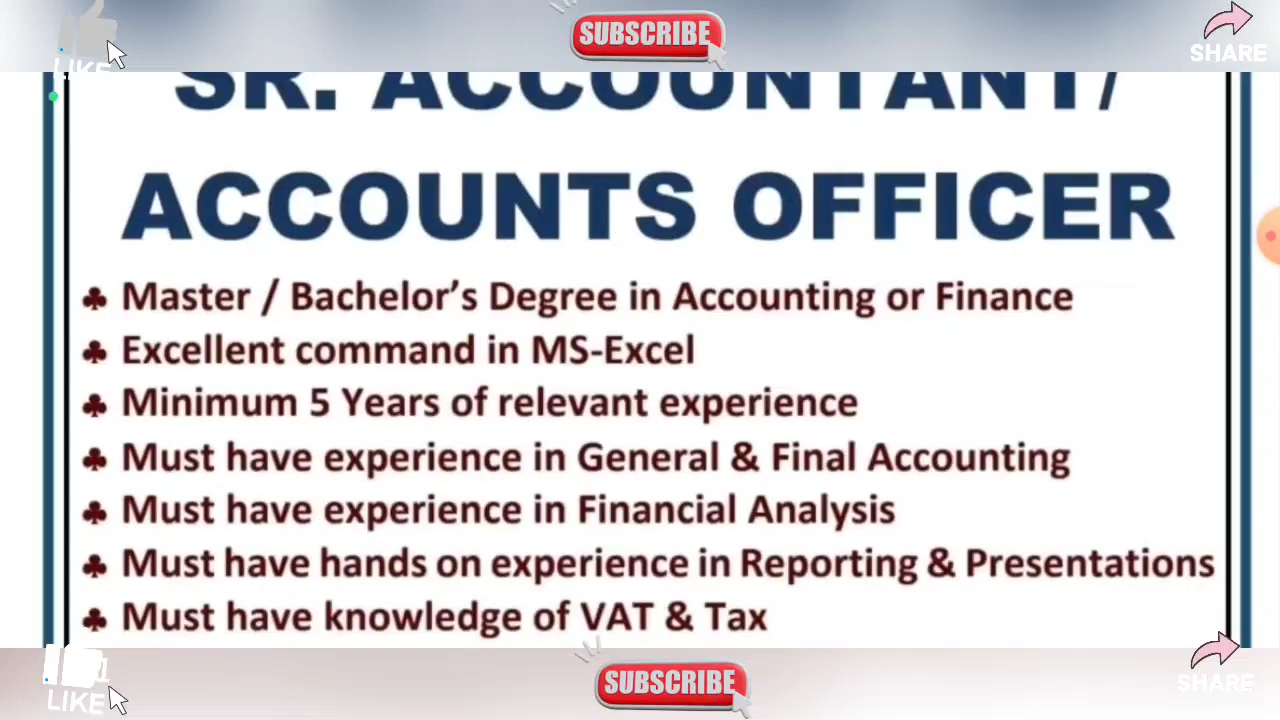 LIKE
SUBSCRIBE
SHARE
SR. ACCOUNTANT/
ACCOUNTS OFFICER
♣ Master / Bachelor’s Degree in Accounting or Finance
♣ Excellent command in MS-Excel
♣ Minimum 5 Years of relevant experience
♣ Must have experience in General & Final Accounting
♣ Must have experience in Financial Analysis
♣ Must have hands on experience in Reporting & Presentations
♣ Must have knowledge of VAT & Tax
1
LIKE
SUBSCRIBE
SHARE